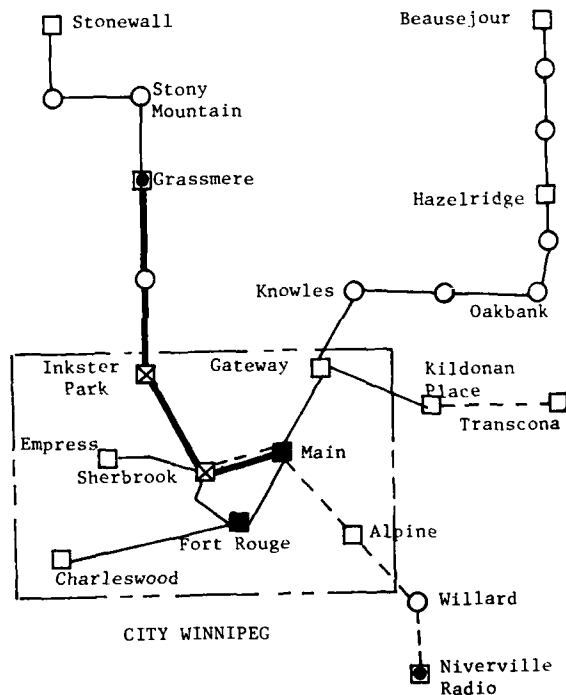 Stonewall
Beausejour
Stony
Mountain
Grassmere
Hazelridge
Knowles
Oakbank
Inkster
Park
Gateway
Kildonan
Place
Transcona
Empress
Sherbrook
Main
Fort Rouge
Alpine
Charleswood
Willard
CITY WINNIPEG
Niverville
Radio